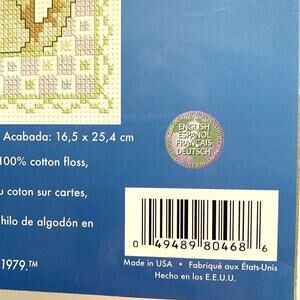 Acabada: 16,5 x 25,4 cm
100% cotton floss,
u coton sur cartes,
hilo de algodón en
1979.™
ENGLISH
ESPAÑOL
FRANÇAIS
DEUTSCH
0 49489 80468 6
Made in USA • Fabriqué aux États-Unis
Hecho en los E.E.U.U.